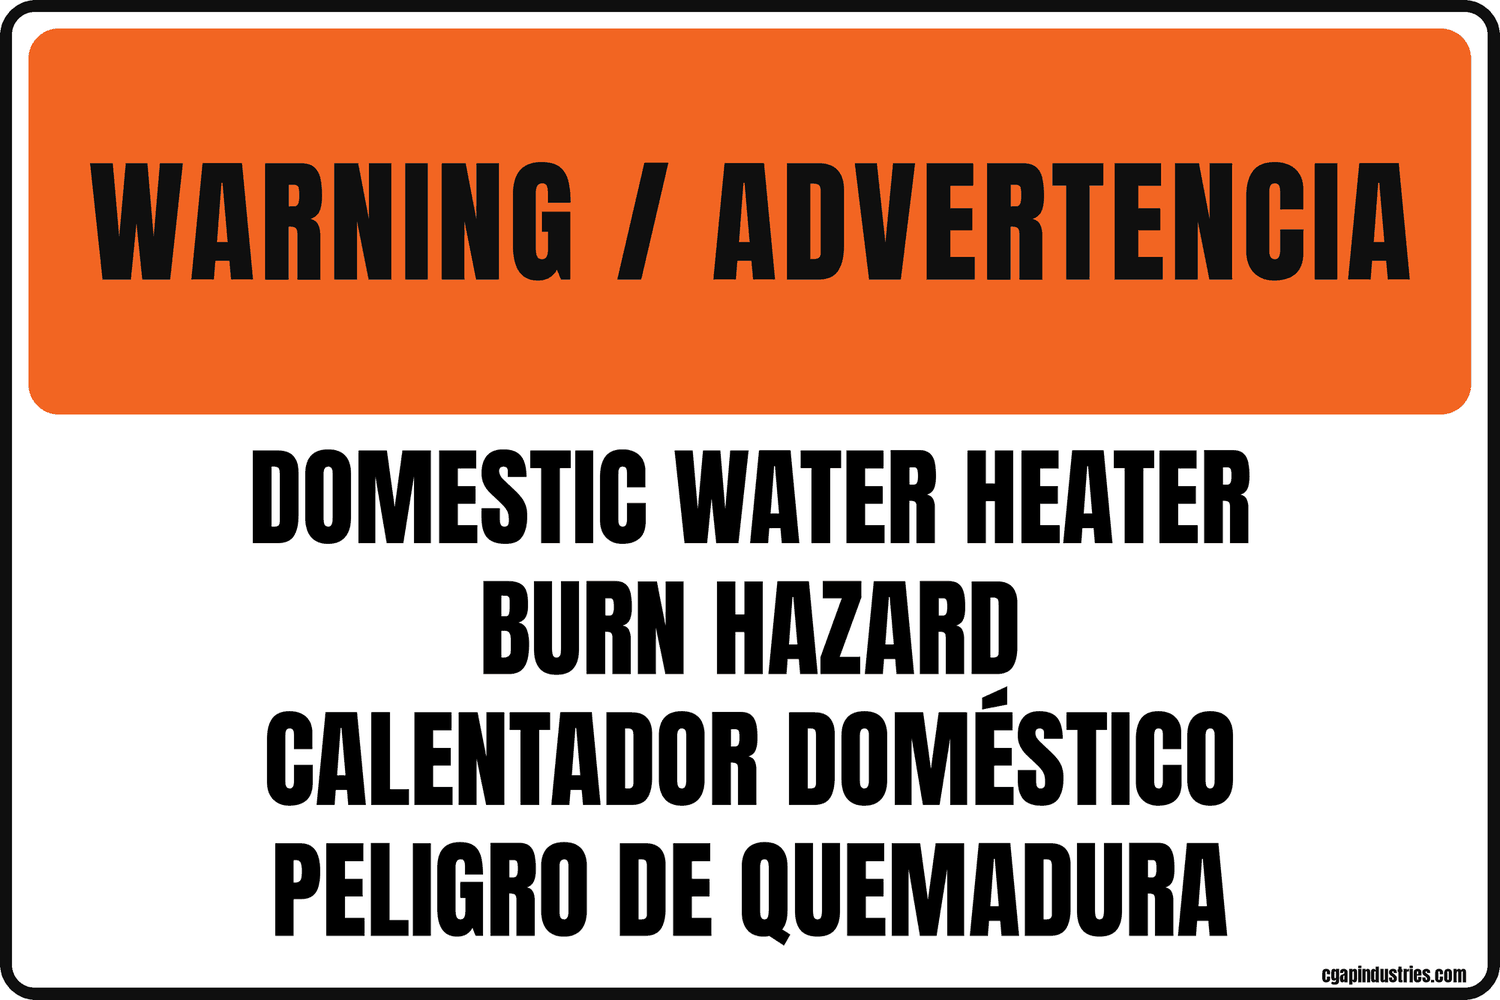 WARNING / ADVERTENCIA
DOMESTIC WATER HEATER
BURN HAZARD
CALENTADOR DOMÉSTICO
PELIGRO DE QUEMADURA
cgapindustries.com